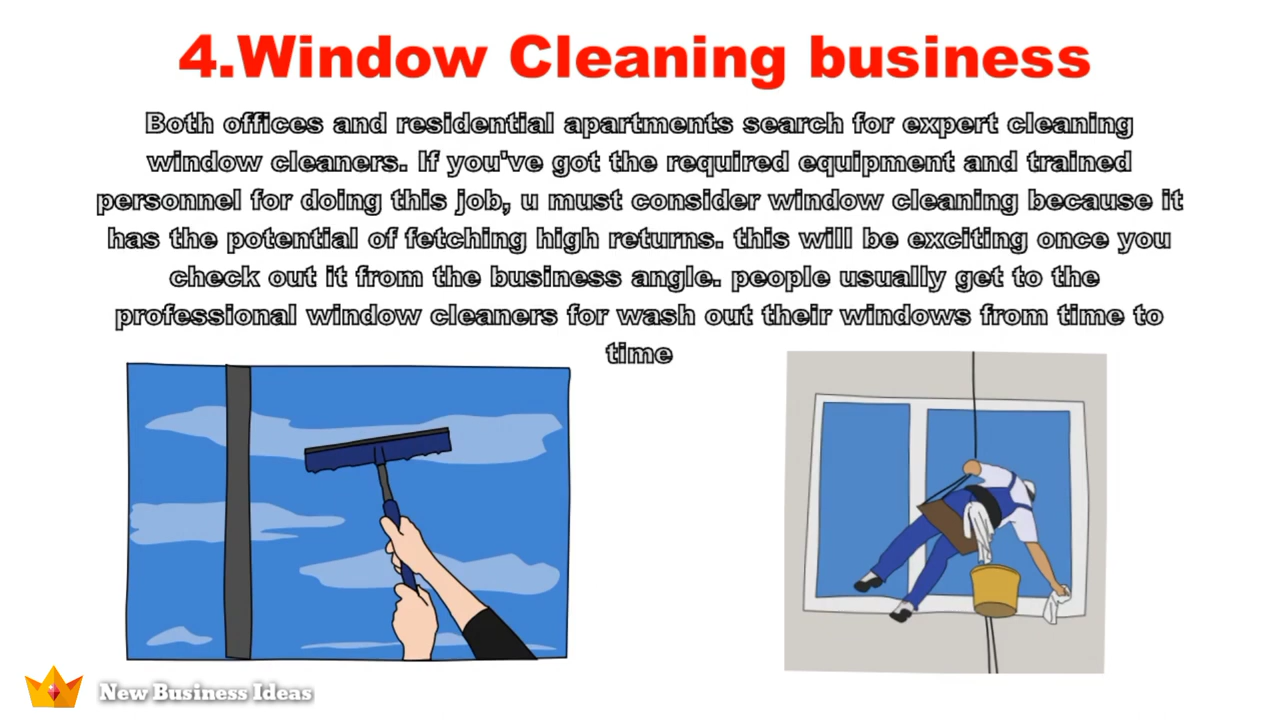 4.Window Cleaning business
Both offices and residential apartments search for expert cleaning
window cleaners. If you've got the required equipment and trained
personnel for doing this job, u must consider window cleaning because it
has the potential of fetching high returns. this will be exciting once you
check out it from the business angle. people usually get to the
professional window cleaners for wash out their windows from time to
time
New Business Ideas